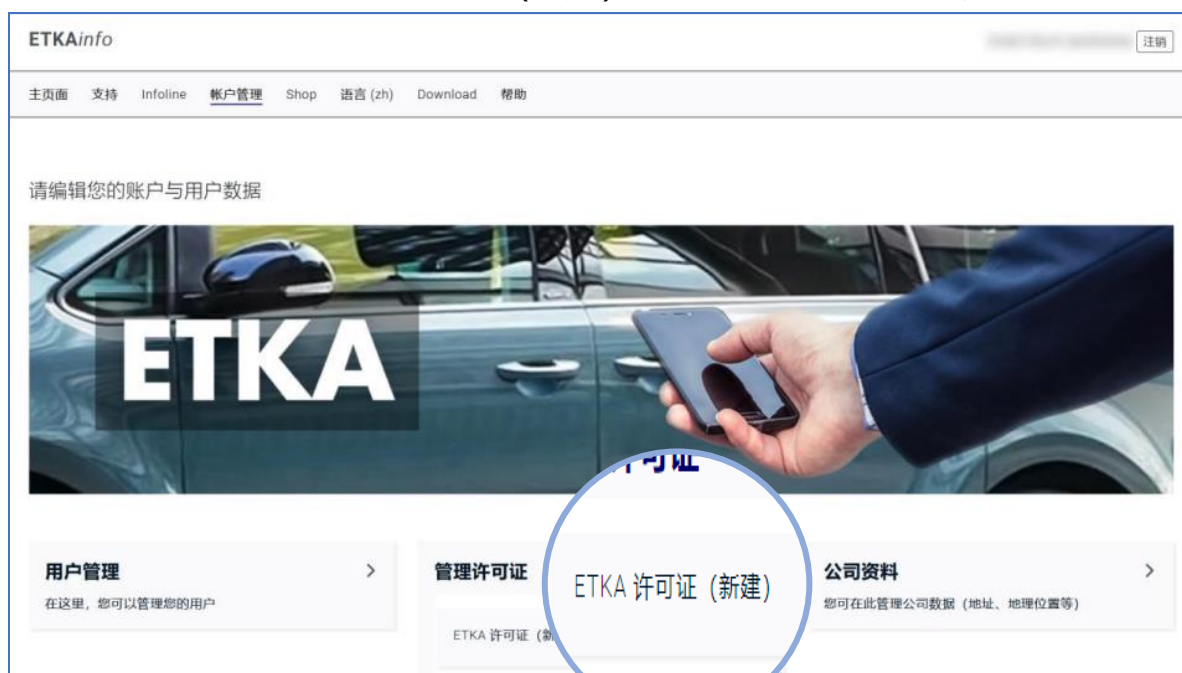 ETKAinfo
注销
主页面 支持 Infoline 帐户管理 Shop 语言 (zh) Download 帮助
请编辑您的账户与用户数据
ETKA
许可证
用户管理
在这里，您可以管理您的用户
管理许可证
ETKA 许可证（新
ETKA 许可证（新建）
公司资料
您可在此管理公司数据（地址、地理位置等）